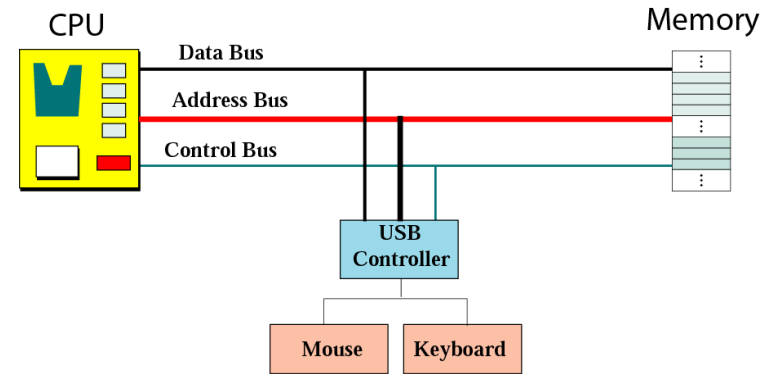 CPU
Memory
Data Bus
Address Bus
Control Bus
USB
Controller
Mouse
Keyboard